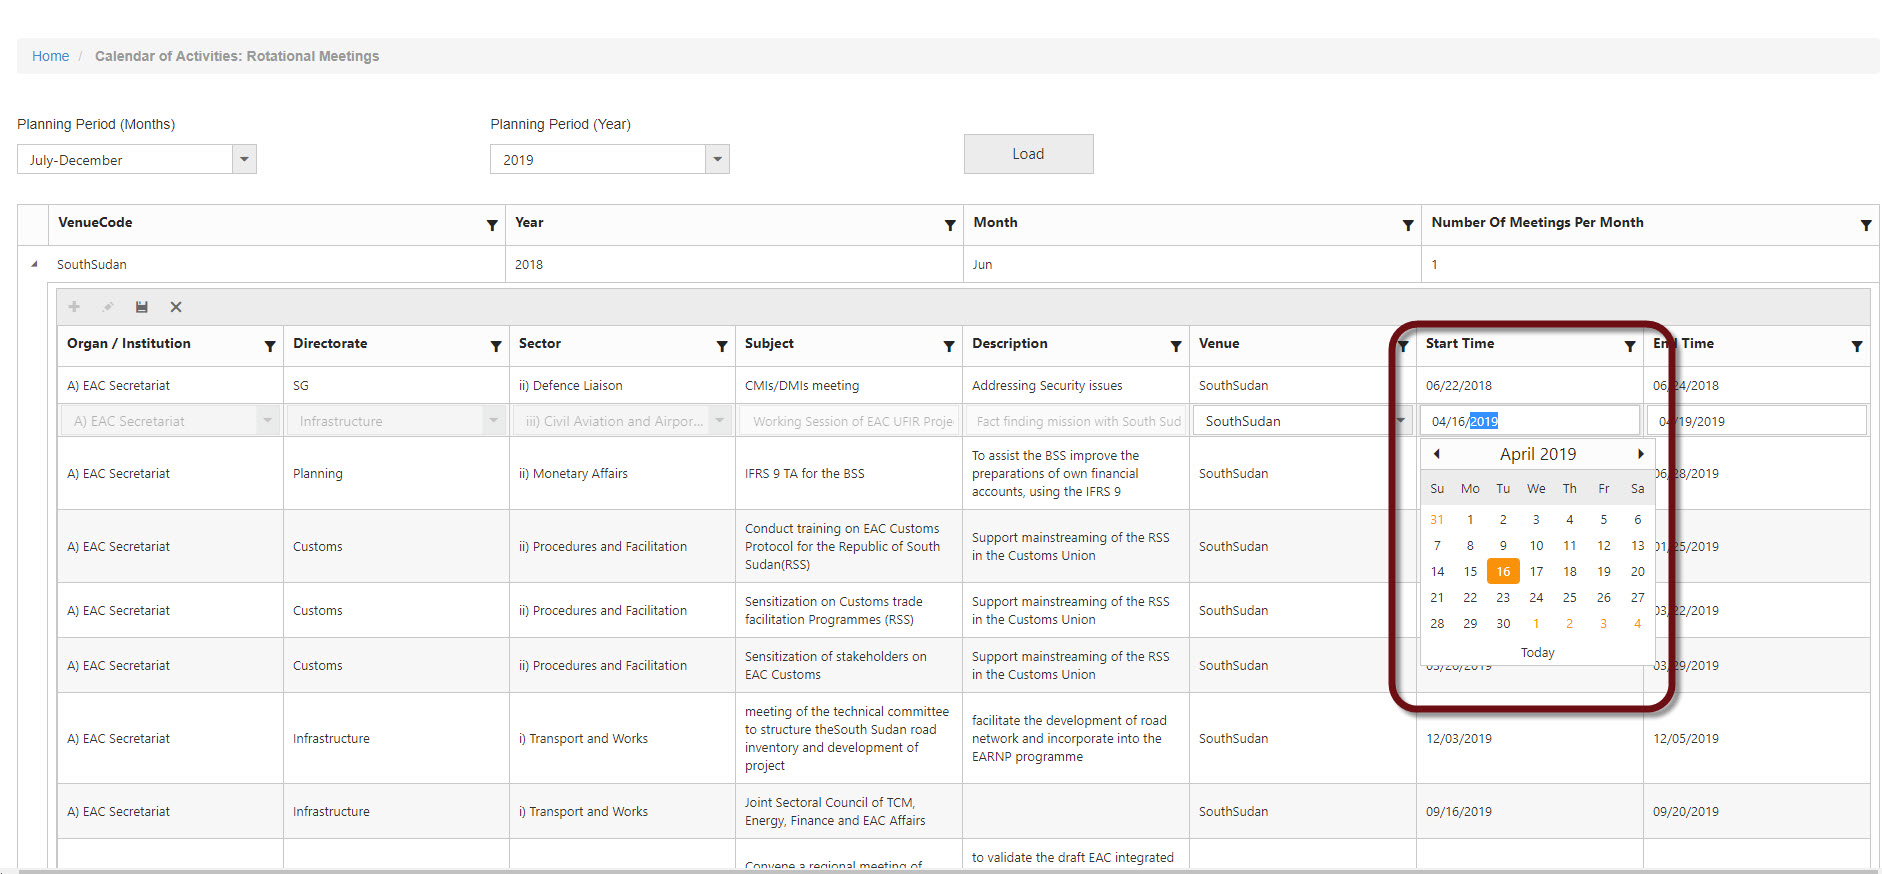 Home / Calendar of Activities: Rotational Meetings
Planning Period (Months)
Planning Period (Year)
July-December
2019
Load
VenueCode
Year
Month
Number Of Meetings Per Month
SouthSudan
2018
Jun
1
Organ / Institution
Directorate
Sector
Subject
Description
Venue
Start Time
End Time
A) EAC Secretariat
SG
ii) Defence Liaison
CMIs/DMIs meeting
Addressing Security issues
SouthSudan
06/22/2018
06/24/2018
A) EAC Secretariat
Infrastructure
iii) Civil Aviation and Airpor...
Working Session of EAC UFIR Proje
Fact finding mission with South Sud
SouthSudan
04/16/2019
04/19/2019
April 2019
Su Mo Tu We Th Fr Sa
31 1 2 3 4 5 6
7 8 9 10 11 12 13
14 15 16 17 18 19 20
21 22 23 24 25 26 27
28 29 30 1 2 3 4
Today
A) EAC Secretariat
Planning
ii) Monetary Affairs
IFRS 9 TA for the BSS
To assist the BSS improve the
preparations of own financial
accounts, using the IFRS 9
SouthSudan
06/28/2019
A) EAC Secretariat
Customs
ii) Procedures and Facilitation
Conduct training on EAC Customs
Protocol for the Republic of South
Sudan(RSS)
Support mainstreaming of the RSS
in the Customs Union
SouthSudan
01/25/2019
A) EAC Secretariat
Customs
ii) Procedures and Facilitation
Sensitization on Customs trade
facilitation Programmes (RSS)
Support mainstreaming of the RSS
in the Customs Union
SouthSudan
03/22/2019
A) EAC Secretariat
Customs
ii) Procedures and Facilitation
Sensitization of stakeholders on
EAC Customs
Support mainstreaming of the RSS
in the Customs Union
SouthSudan
03/29/2019
A) EAC Secretariat
Infrastructure
i) Transport and Works
meeting of the technical committee
to structure theSouth Sudan road
inventory and development of
project
facilitate the development of road
network and incorporate into the
EARNP programme
SouthSudan
12/03/2019
12/05/2019
A) EAC Secretariat
Infrastructure
i) Transport and Works
Joint Sectoral Council of TCM,
Energy, Finance and EAC Affairs
SouthSudan
09/16/2019
09/20/2019
Convene a regional meeting of
to validate the draft EAC integrated